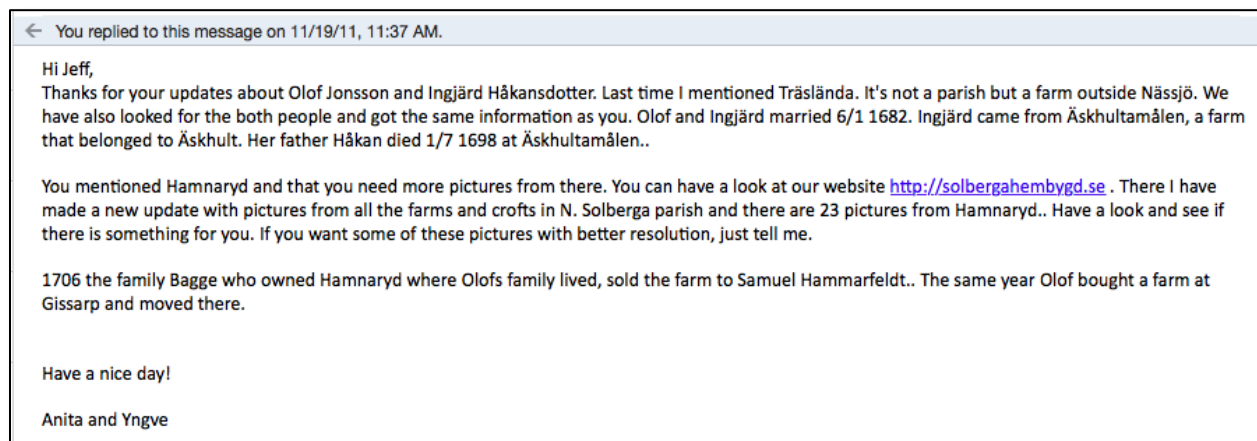 ← You replied to this message on 11/19/11, 11:37 AM.
Hi Jeff,
Thanks for your updates about Olof Jonsson and Ingjärd Håkansdotter. Last time I mentioned Träslända. It's not a parish but a farm outside Nässjö. We
have also looked for the both people and got the same information as you. Olof and Ingjärd married 6/1 1682. Ingjärd came from Äskhultamålen, a farm
that belonged to Äskhult. Her father Håkan died 1/7 1698 at Äskhultamålen..
You mentioned Hamnaryd and that you need more pictures from there. You can have a look at our website http://solbergahembygd.se . There I have
made a new update with pictures from all the farms and crofts in N. Solberga parish and there are 23 pictures from Hamnaryd.. Have a look and see if
there is something for you. If you want some of these pictures with better resolution, just tell me.
1706 the family Bagge who owned Hamnaryd where Olofs family lived, sold the farm to Samuel Hammarfeldt.. The same year Olof bought a farm at
Gissarp and moved there.
Have a nice day!
Anita and Yngve